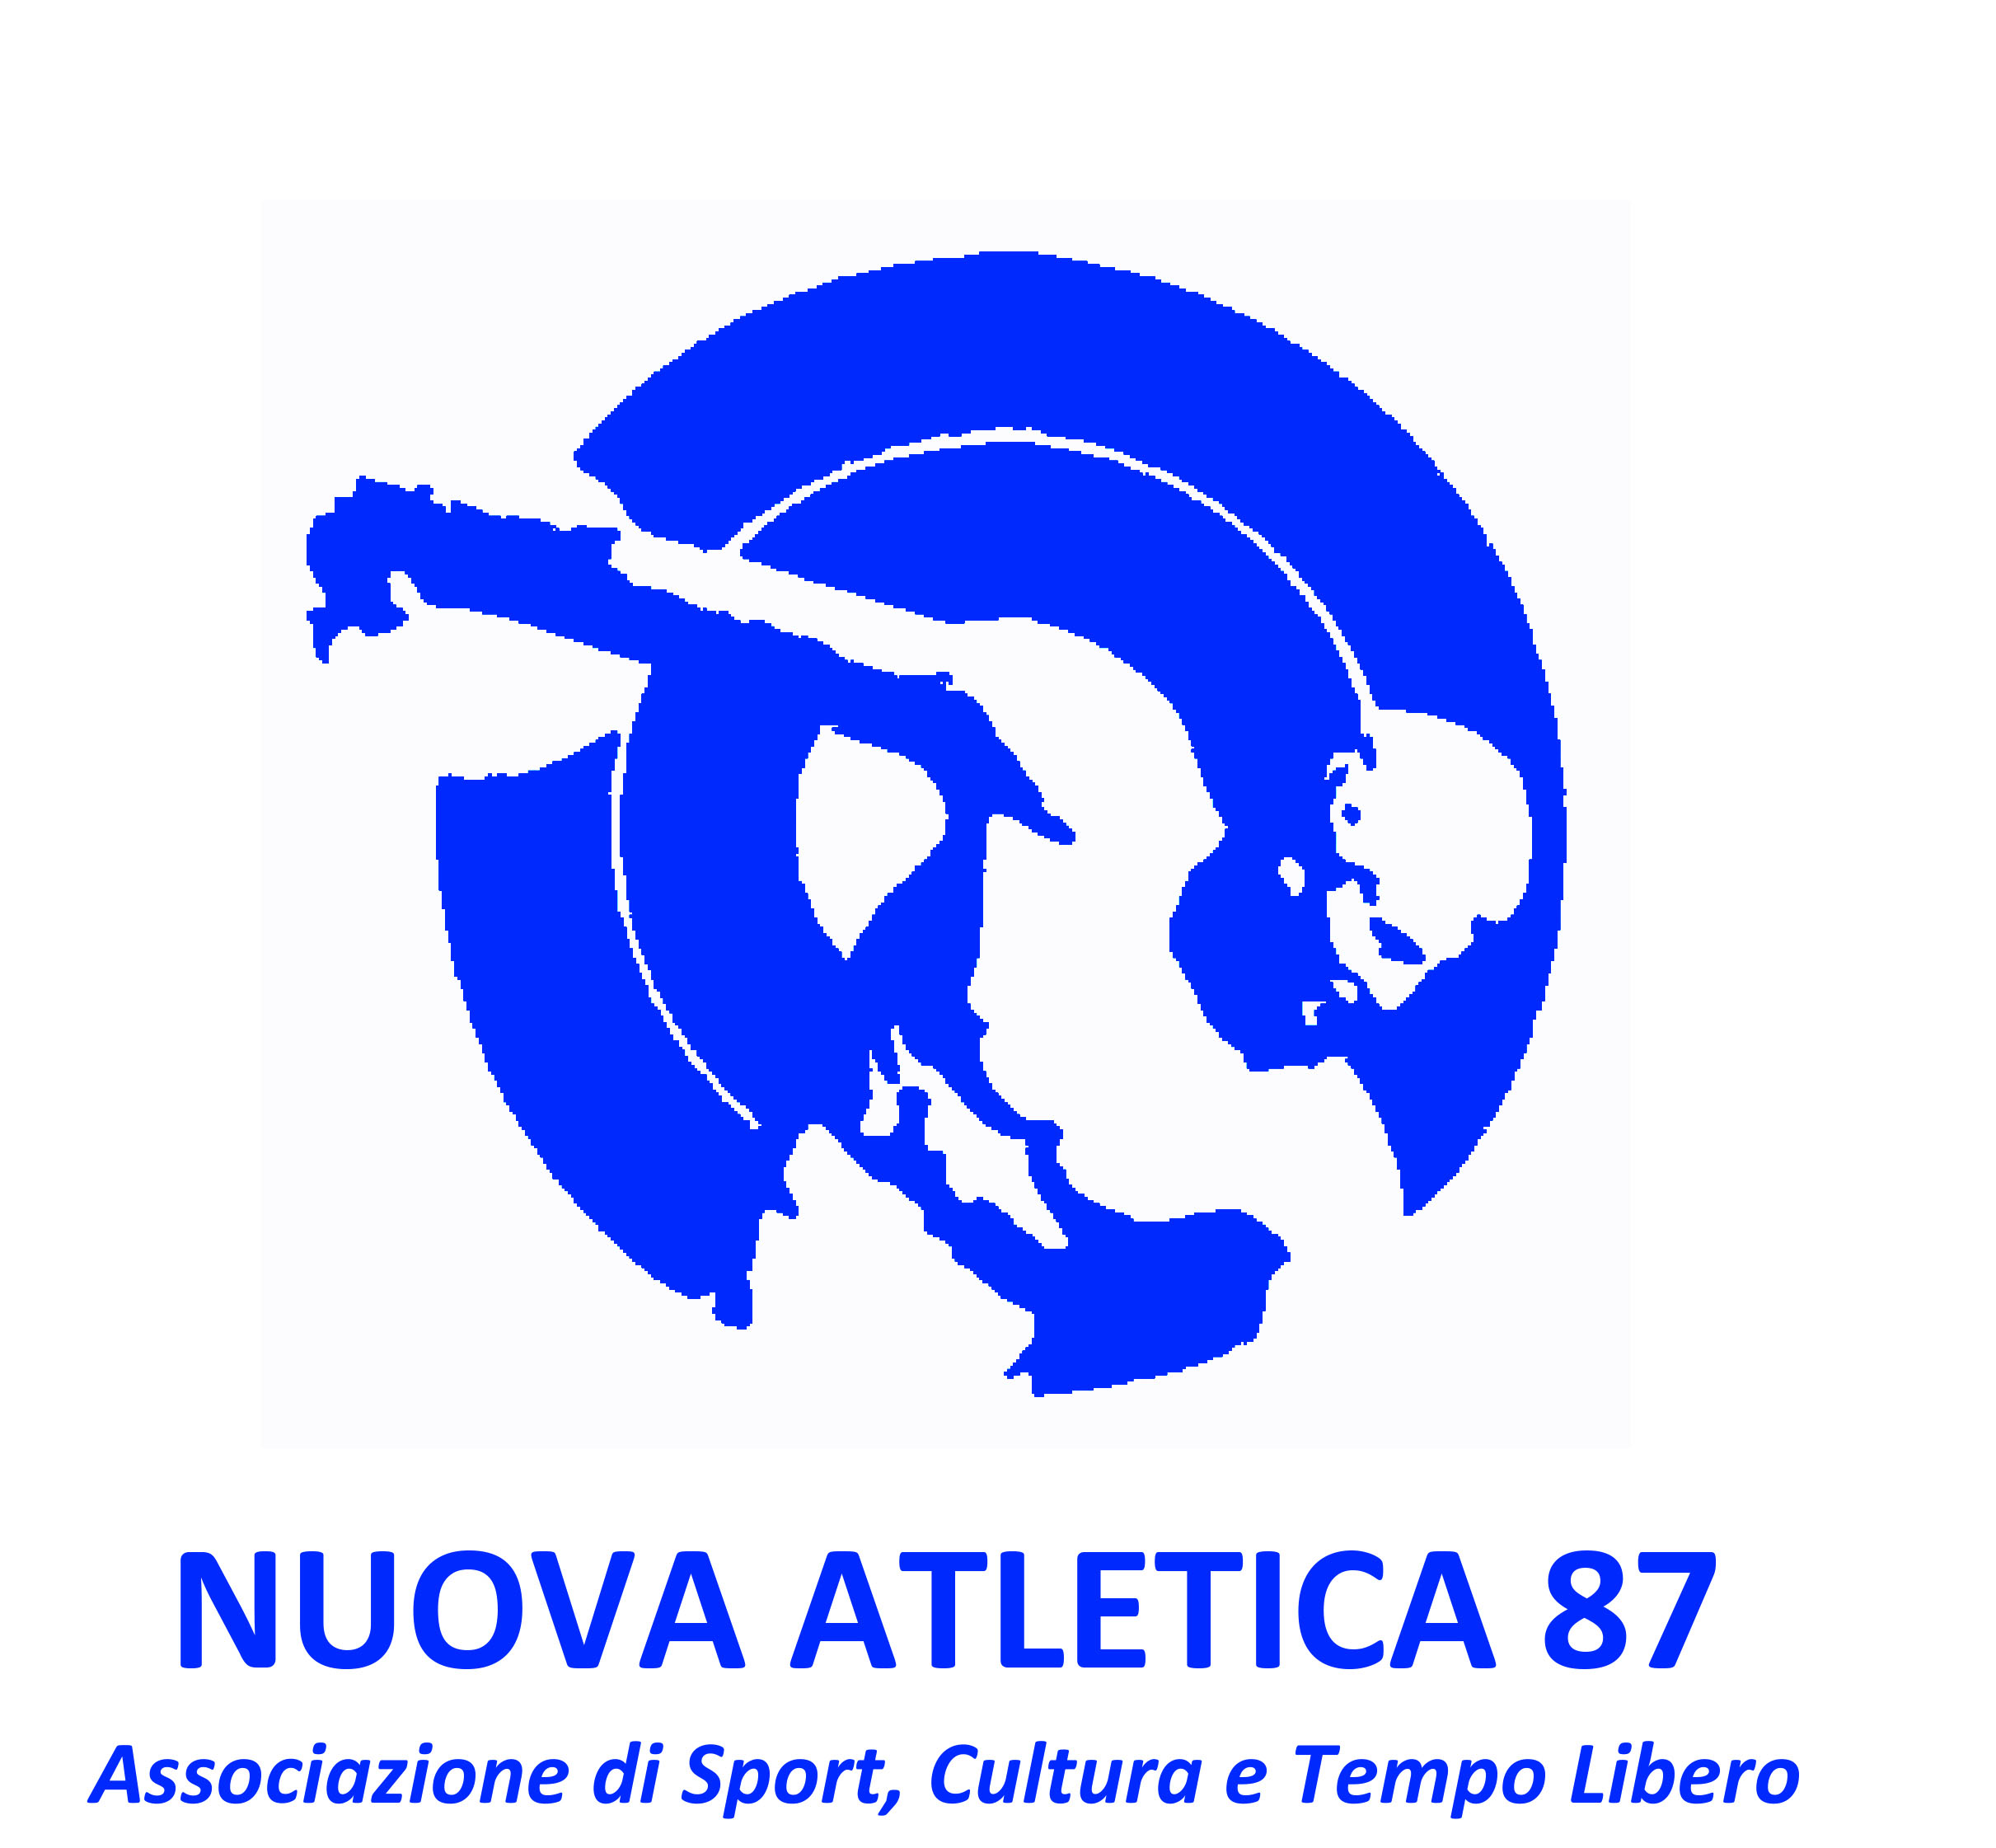 NUOVA ATLETICA 87
Associazione di Sport, Cultura e Tempo Libero